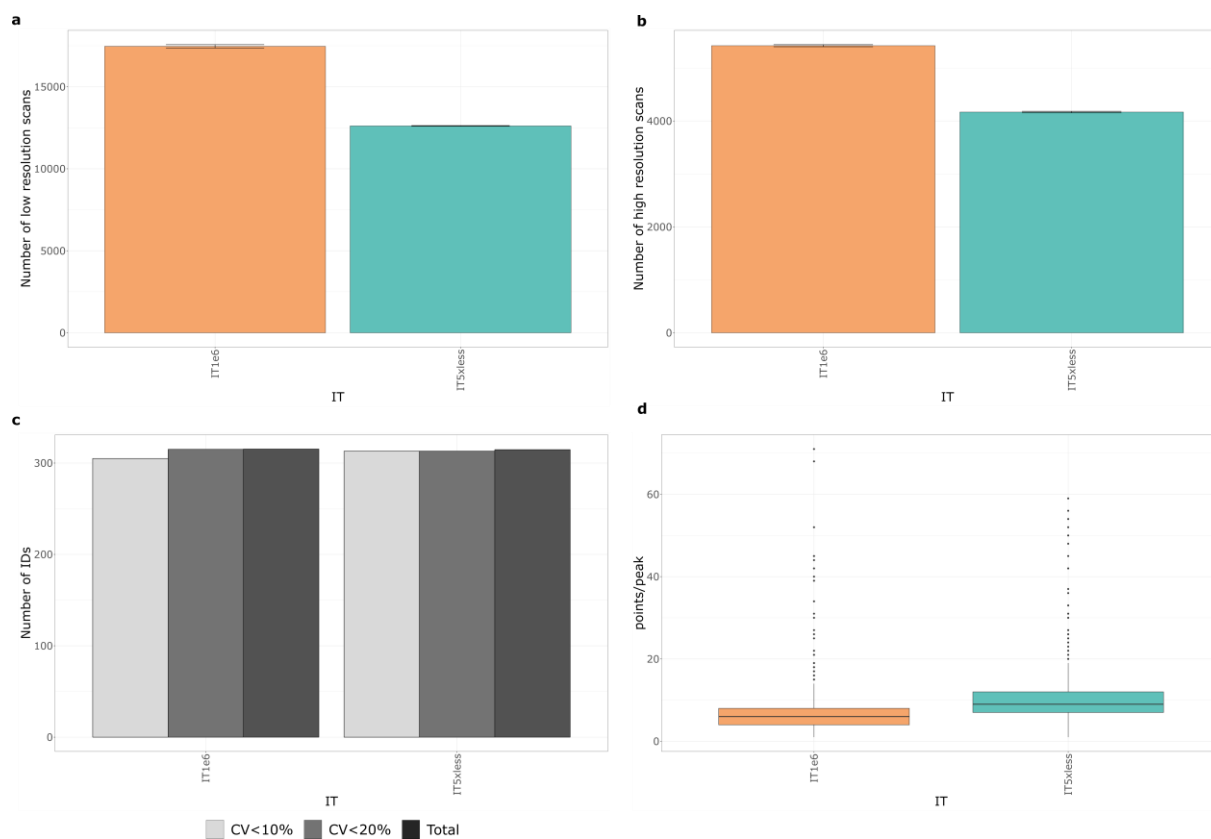 a
Number of low resolution scans
15000
10000
5000
0
IT1e6
IT5xless
IT
b
Number of high resolution scans
4000
2000
0
IT1e6
IT5xless
IT
c
Number of IDs
300
200
100
0
IT1e6
IT5xless
IT
CV<10% CV<20% Total
d
points/peak
60
40
20
0
IT1e6
IT5xless
IT